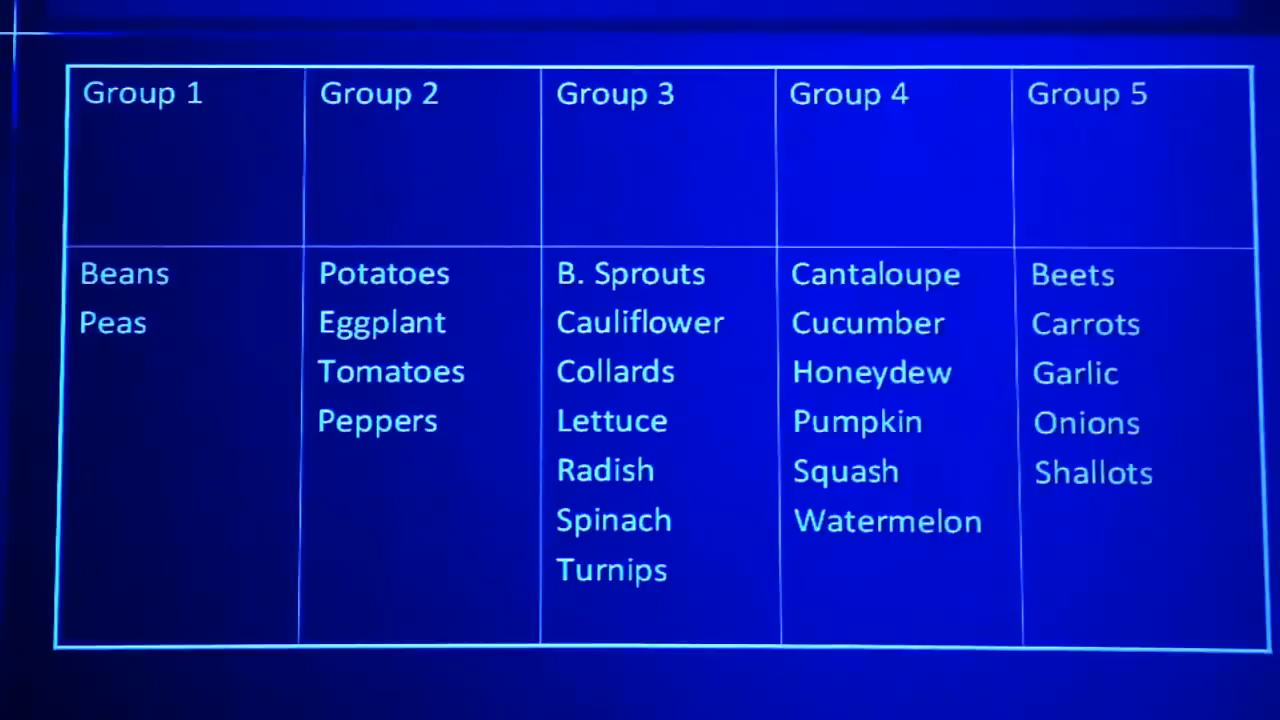 Group 1
Group 2
Group 3
Group 4
Group 5
Beans
Peas
Potatoes
Eggplant
Tomatoes
Peppers
B. Sprouts
Cauliflower
Collards
Lettuce
Radish
Spinach
Turnips
Cantaloupe
Cucumber
Honeydew
Pumpkin
Squash
Watermelon
Beets
Carrots
Garlic
Onions
Shallots